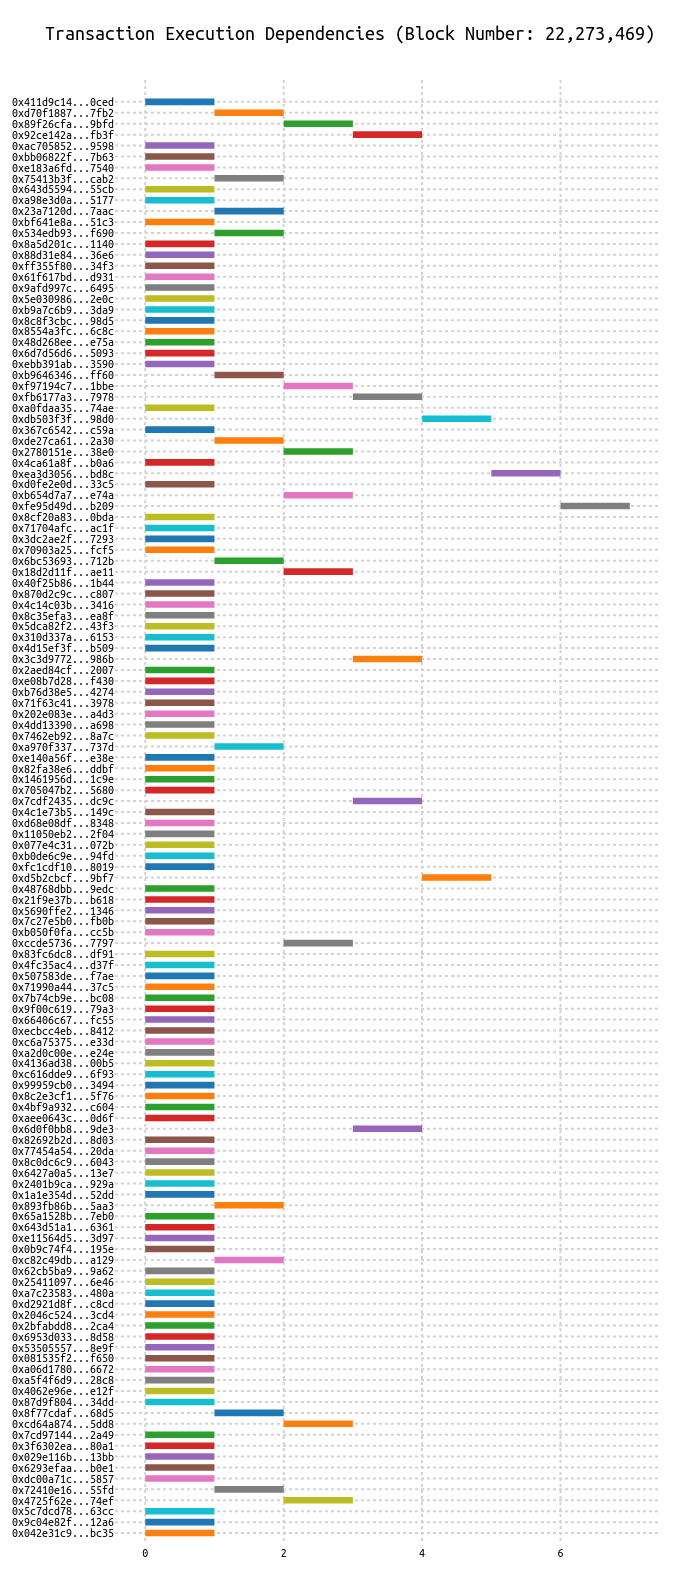 Transaction Execution Dependencies (Block Number: 22,273,469)
0x411d9c14...0ced
0xd70f1887...7fb2
0x89f26cfa...9bfd
0x92ce142a...fb3f
0xac705852...9598
0xbb06822f...7b63
0xe183a6fd...7540
0x75413b3f...cab2
0x643d5594...55cb
0xa98e3d0a...5177
0x23a7120d...7aac
0xbf641e8a...51c3
0x534edb93...f690
0x8a5d201c...1140
0x88d31e84...36e6
0xff355f80...34f3
0x61f617bd...d931
0x9afd997c...6495
0x5e030986...2e0c
0xb9a7c6b9...3da9
0x8c8f3cbc...98d5
0x8554a3fc...6c8c
0x48d268ee...e75a
0x6d7d56d6...5093
0xebb391ab...3590
0xb9646346...ff60
0xf97194c7...1bbe
0xfb6177a3...7978
0xa0fdaa35...74ae
0xdb503f3f...98d0
0x367c6542...c59a
0xde27ca61...2a30
0x2780151e...38e0
0x4ca61a8f...b0a6
0xea3d3056...bd8c
0xd0fe2e0d...33c5
0xb654d7a7...e74a
0xfe95d49d...b209
0x8cf20a83...0bda
0x71704afc...ac1f
0x3dc2ae2f...7293
0x70903a25...fcf5
0x6bc53693...712b
0x18d2d11f...ae11
0x40f25b86...1b44
0x870d2c9c...c807
0x4c14c03b...3416
0x8c35efa3...ea8f
0x5dca82f2...43f3
0x310d337a...6153
0x4d15ef3f...b509
0x3c3d9772...986b
0x2aed84cf...2007
0xe08b7d28...f430
0xb76d38e5...4274
0x71f63c41...3978
0x202e083e...a4d3
0x4dd13390...a698
0x7462eb92...8a7c
0xa970f337...737d
0xe140a56f...e38e
0x82fa38e6...ddbf
0x1461956d...1c9e
0x705047b2...5680
0x7cdf2435...dc9c
0x4c1e73b5...149c
0xd68e08df...8348
0x11050eb2...2f04
0x077e4c31...072b
0xb0de6c9e...94fd
0xfc1cdf10...8019
0xd5b2cbcf...9bf7
0x48768dbb...9edc
0x21f9e37b...b618
0x5690ffe2...1346
0x7c27e5b0...fb0b
0xb050f0fa...cc5b
0xccde5736...7797
0x83fc6dc8...df91
0x4fc35ac4...d37f
0x507583de...f7ae
0x71990a44...37c5
0x7b74cb9e...bc08
0x9f00c619...79a3
0x66406c67...fc55
0xecbcc4eb...8412
0xc6a75375...e33d
0xa2d0c00e...e24e
0x4136ad38...00b5
0xc616dde9...6f93
0x99959cb0...3494
0x8c2e3cf1...5f76
0x4bf9a932...c604
0xaee0643c...0d6f
0x6d0f0bb8...9de3
0x82692b2d...8d03
0x77454a54...20da
0x8c0dc6c9...6043
0x6427a0a5...13e7
0x2401b9ca...929a
0x1a1e354d...52dd
0x893fb86b...5aa3
0x65a1528b...7eb0
0x643d51a1...6361
0xe11564d5...3d97
0x0b9c74f4...195e
0xc82c49db...a129
0x62cb5ba9...9a62
0x25411097...6e46
0xa7c23583...480a
0xd2921d8f...c8cd
0x2046c524...3cd4
0x2bfabdd8...2ca4
0x6953d033...8d58
0x53505557...8e9f
0x081535f2...f650
0xa06d1780...6672
0xa5f4f6d9...28c8
0x4062e96e...e12f
0x87d9f804...34dd
0x8f77cdaf...68d5
0xcd64a874...5dd8
0x7cd97144...2a49
0x3f6302ea...80a1
0x029e116b...13bb
0x6293efaa...b0e1
0xdc00a71c...5857
0x72410e16...55fd
0x4725f62e...74ef
0x5c7dcd78...63cc
0x9c04e82f...12a6
0x042e31c9...bc35
0 2 4 6